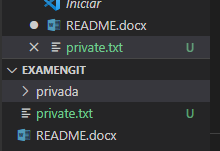 Iniciar
README.docx
private.txt U
EXAMENGIT
privada
private.txt U
README.docx